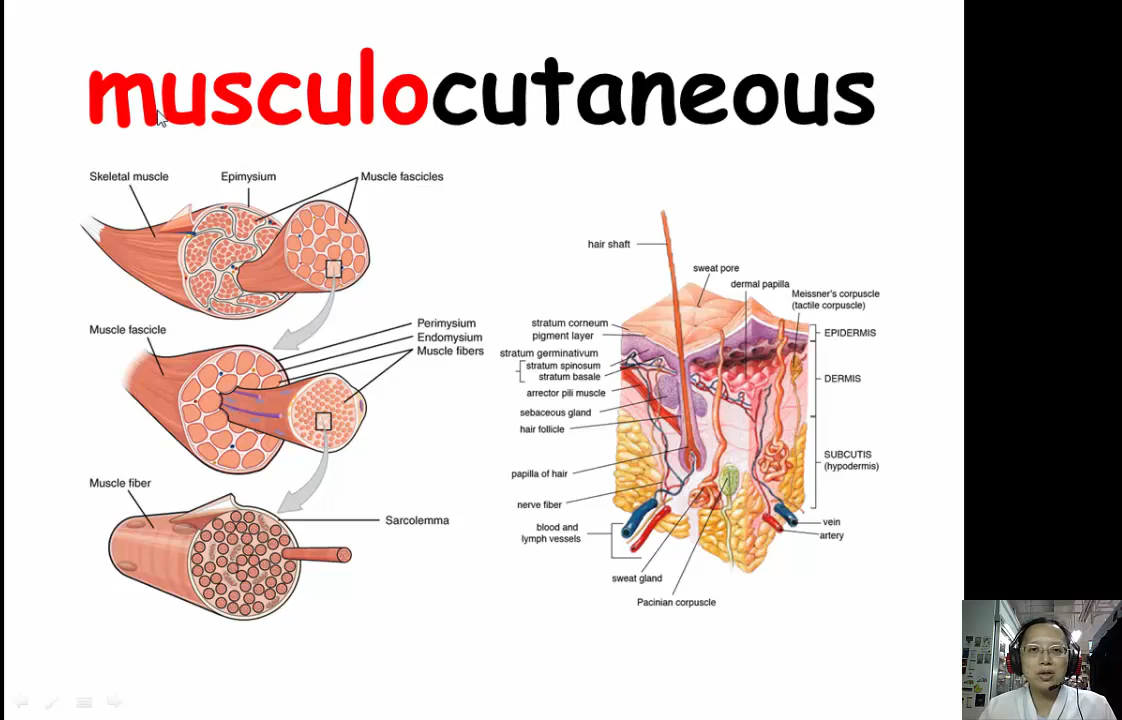 musculocutaneous
Skeletal muscle
Epimysium
Muscle fascicles
Muscle fascicle
Perimysium
Endomysium
Muscle fibers
Muscle fiber
Sarcolemma
hair shaft
sweat pore
dermal papilla
Meissner's corpuscle
(tactile corpuscle)
stratum corneum
pigment layer
stratum germinativum
stratum spinosum
stratum basale
arrector pili muscle
sebaceous gland
hair follicle
papilla of hair
nerve fiber
blood and
lymph vessels
sweat gland
Pacinian corpuscle
EPIDERMIS
DERMIS
SUBCUTIS
(hypodermis)
vein
artery